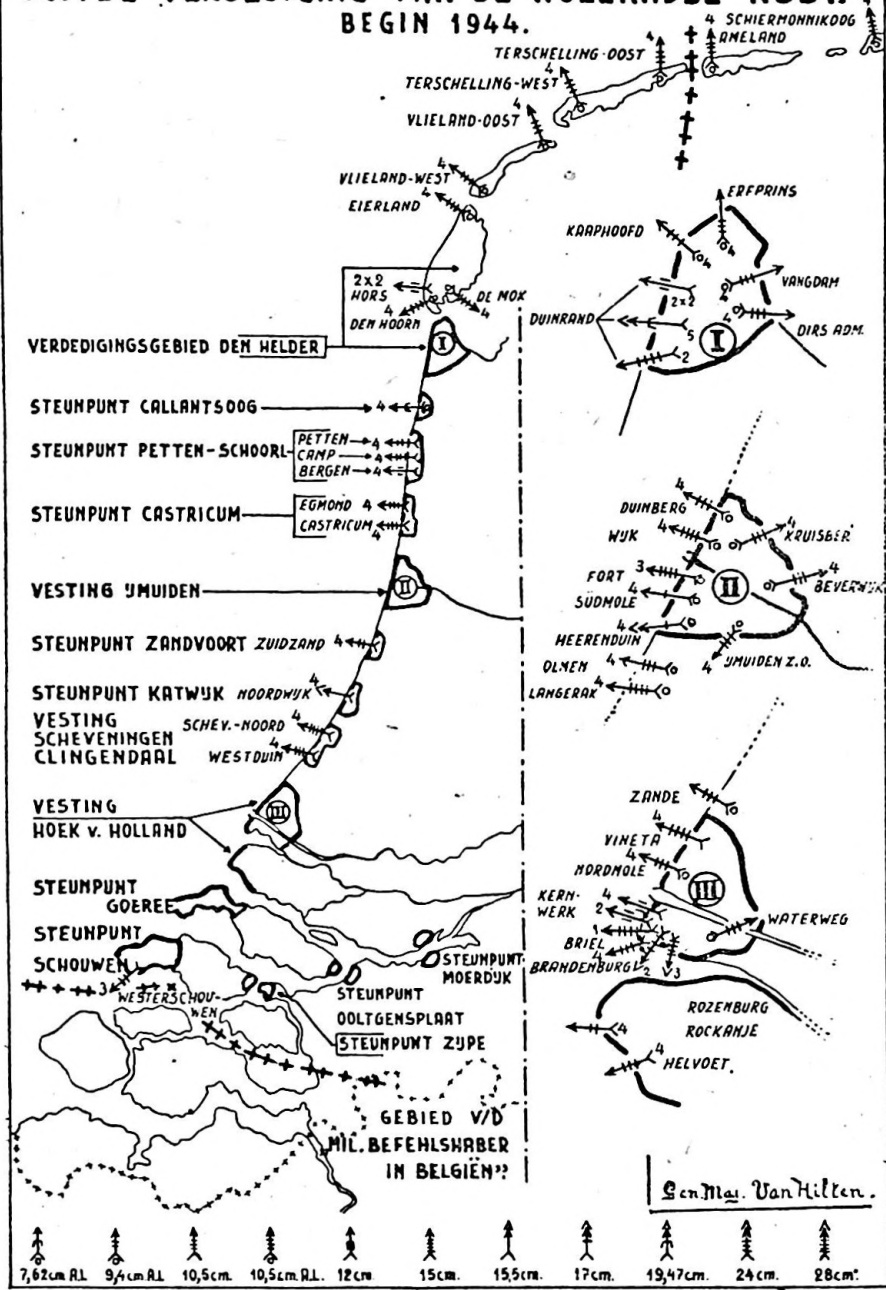 BEGIN 1944.
SCHIERMONNIKOOG
4 AMELAND
4
TERSCHELLING-OOST
4
TERSCHELLING-WEST
4
VLIELAND-OOST
4
VLIELAND-WEST
4
EIERLAND
2x2
HORS
4
DEN HOORN
DE MOK
4
VERDEDIGINGSGEBIED DEN HELDER
I
STEUNPUNT CALLANTSOOG
4
STEUNPUNT PETTEN-SCHOORL
PETTEN 4
CAMP 4
BERGEN 4
STEUNPUNT CASTRICUM
EGMOND 4
CASTRICUM
4
VESTING IJMUIDEN
II
STEUNPUNT ZANDVOORT ZUIDZAND 4
STEUNPUNT KATWIJK NOORDWIJK 4
VESTING
SCHEVENINGEN
CLINGENDAAL
SCHEV.-NOORD 4
WESTDUIN 4
VESTING
HOEK v. HOLLAND
III
STEUNPUNT
GOEREE
STEUNPUNT
SCHOUWEN
3
WESTERSCHOU-
WEN
STEUNPUNT
MOERDIJK
STEUNPUNT
OOLTGENSPLAAT
STEUNPUNT ZIJPE
GEBIED V/D
"MIL. BEFEHLSHABER
IN BELGIËN"
ERFPRINS
4
KAAPHOOFD
4
VANGDAM
4
DIRS ADM.
4
DUINRAND
2x2
5
2
I
DUINBERG 4
WIJK 4
4 KRUISBER
FORT 3
SÜDMOLE 4
4
BEVERWIJK
HEERENDUIN 4
OLMEN 4
LANGERAK 4
4 IJMUIDEN Z.O.
II
ZANDE 4
VINETA 4
NORDMOLE 4
KERN-
WERK
4
2
BRIEL 1
BRANDENBURG 4
2
3
WATERWEG
4
III
ROZENBURG
ROCKANJE
4
HELVOET.
4
Gen.Maj. Van Hilten.
7,62cm A.L.
9,4cm A.L.
10,5cm.
10,5cm A.L.
12cm
15cm.
15,5cm.
17cm.
19,47cm.
24cm.
28cm.